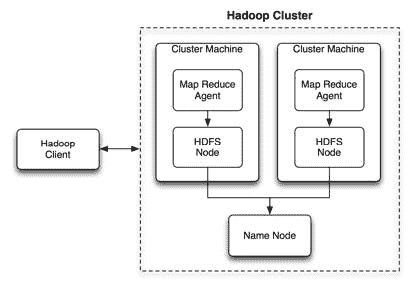 Hadoop Cluster
Cluster Machine
Map Reduce
Agent
HDFS
Node
Cluster Machine
Map Reduce
Agent
HDFS
Node
Hadoop
Client
Name Node